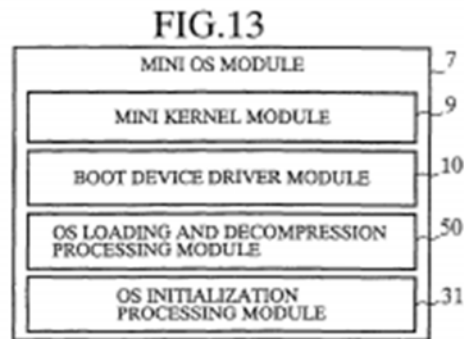 FIG.13
MINI OS MODULE 7
MINI KERNEL MODULE 9
BOOT DEVICE DRIVER MODULE 10
OS LOADING AND DECOMPRESSION
PROCESSING MODULE 50
OS INITIALIZATION
PROCESSING MODULE 31